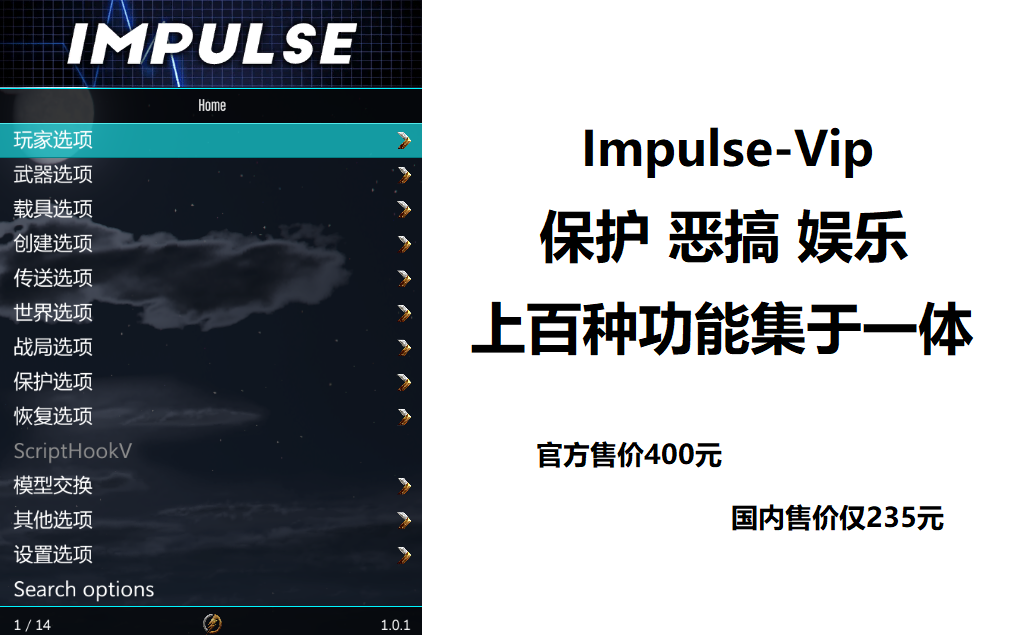 IMPULSE
Home
玩家选项
武器选项
载具选项
创建选项
传送选项
世界选项
战局选项
保护选项
恢复选项
ScriptHookV
模型交换
其他选项
设置选项
Search options
1 / 14
1.0.1
Impulse-Vip
保护 恶搞 娱乐
上百种功能集于一体
官方售价400元
国内售价仅235元